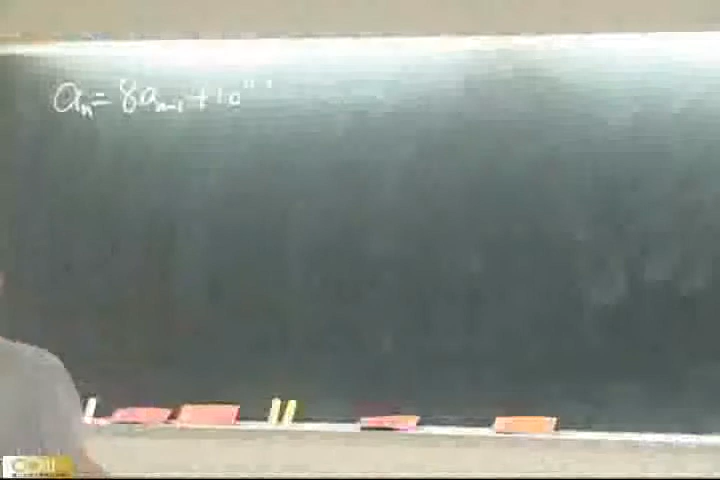 aₙ = 8aₙ₋₁ + 10ⁿ⁻¹